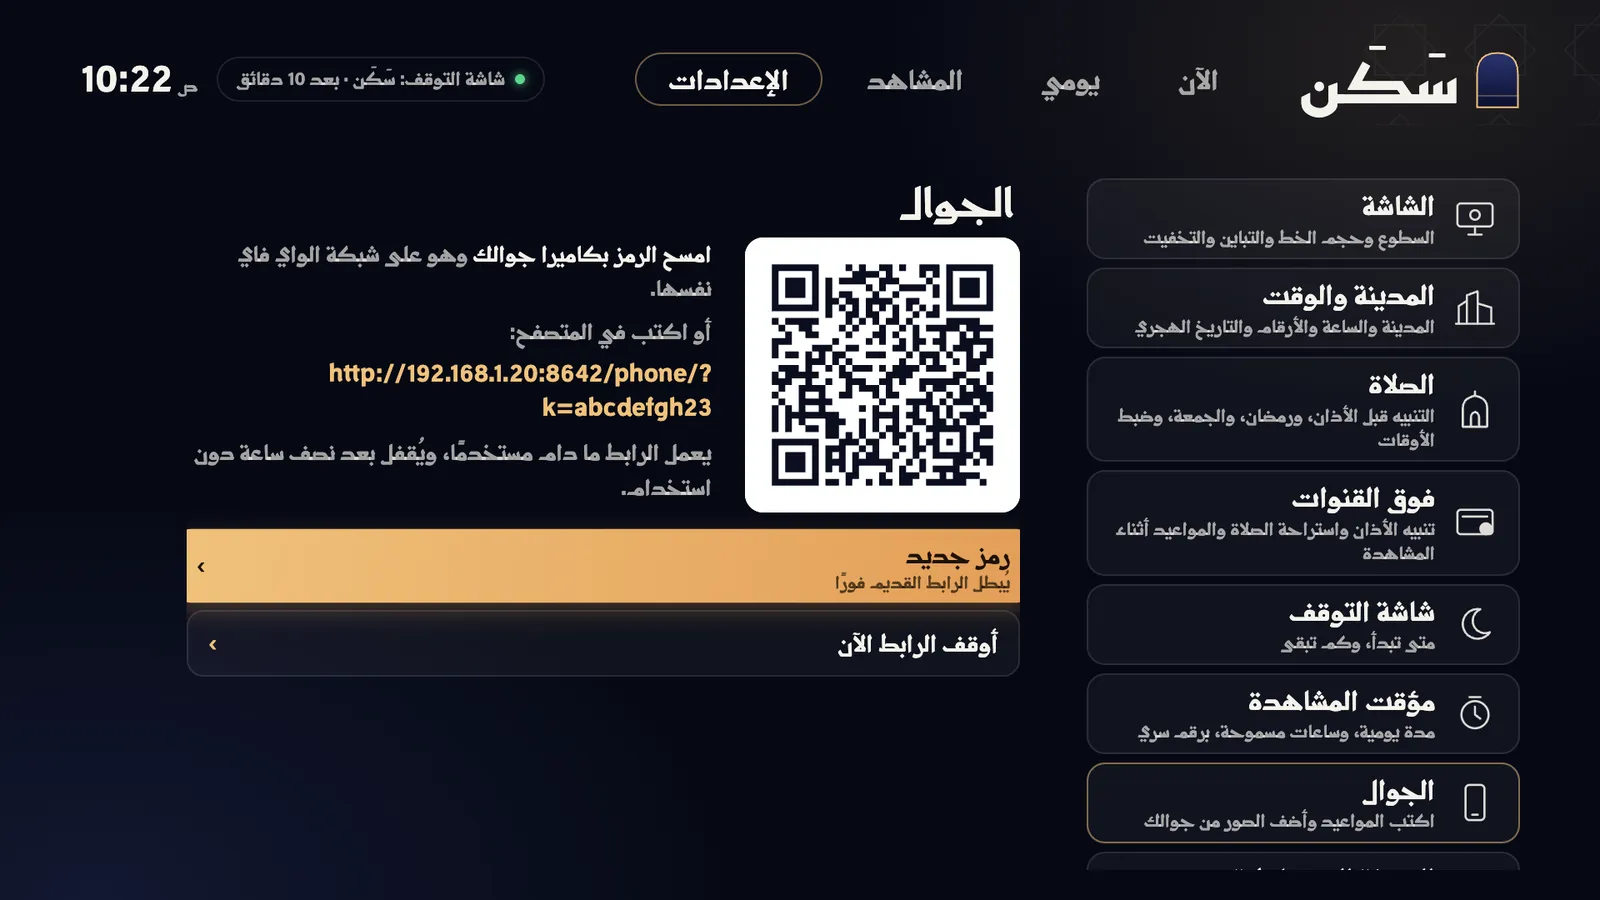 سَكَن
الآن
يومي
المشاهد
الإعدادات
شاشة التوقف: سَكَن · بعد 10 دقائق
10:22 ص
الشاشة
السطوع وحجم الخط والتباين والتخفيت
المدينة والوقت
المدينة والساعة والأرقام والتاريخ الهجري
الصلاة
التنبيه قبل الأذان، ورمضان، والجمعة، وضبط
الأوقات
فوق القنوات
تنبيه الأذان واستراحة الصلاة والمواعيد أثناء
المشاهدة
شاشة التوقف
متى تبدأ، وكم تبقى
مؤقت المشاهدة
مدة يومية، وساعات مسموحة، برقم سري
الجوال
اكتب المواعيد وأضف الصور من جوالك
الجوال
امسح الرمز بكاميرا جوالك وهو على شبكة الواي فاي
نفسها.
أو اكتب في المتصفح:
http://192.168.1.20:8642/phone/?
k=abcdefgh23
يعمل الرابط ما دام مستخدمًا، ويُقفل بعد نصف ساعة دون
استخدام.
رمز جديد
يُبطل الرابط القديم فورًا
أوقف الرابط الآن